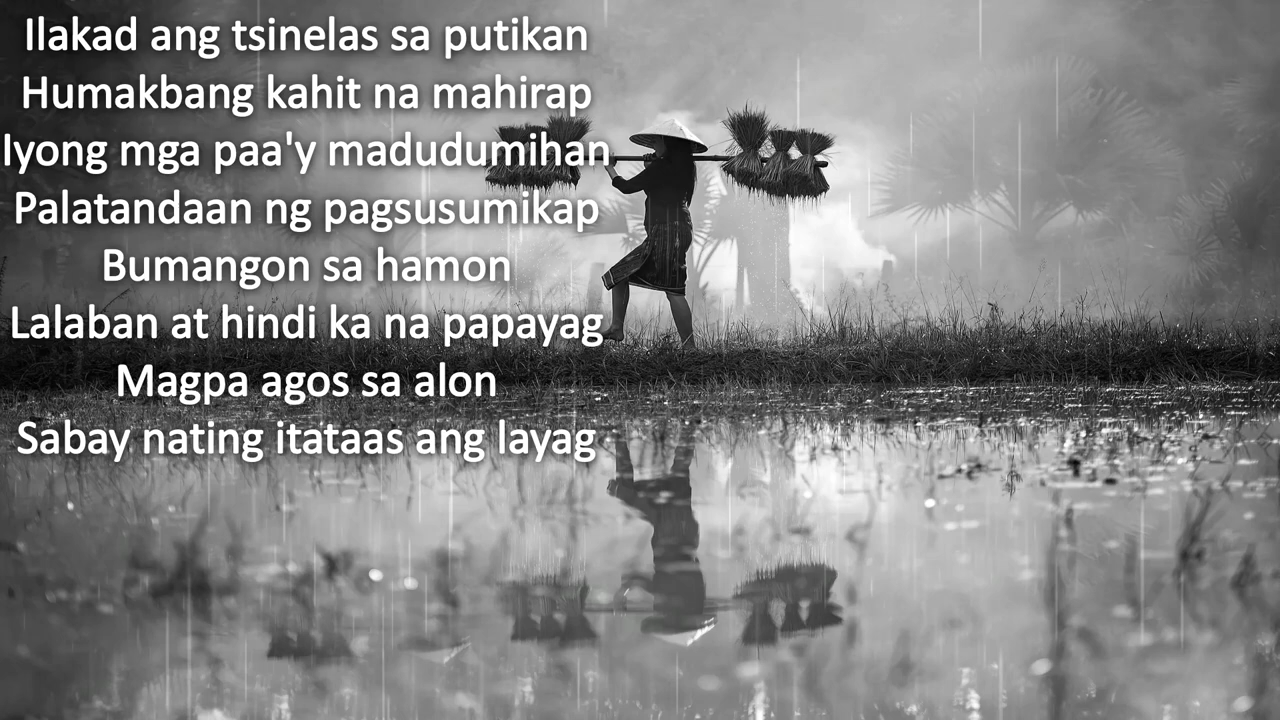 Ilakad ang tsinelas sa putikan
Humakbang kahit na mahirap
Iyong mga paa'y madudumihan
Palatandaan ng pagsusumikap
Bumangon sa hamon
Lalaban at hindi ka na papayag
Magpa agos sa alon
Sabay nating itataas ang layag